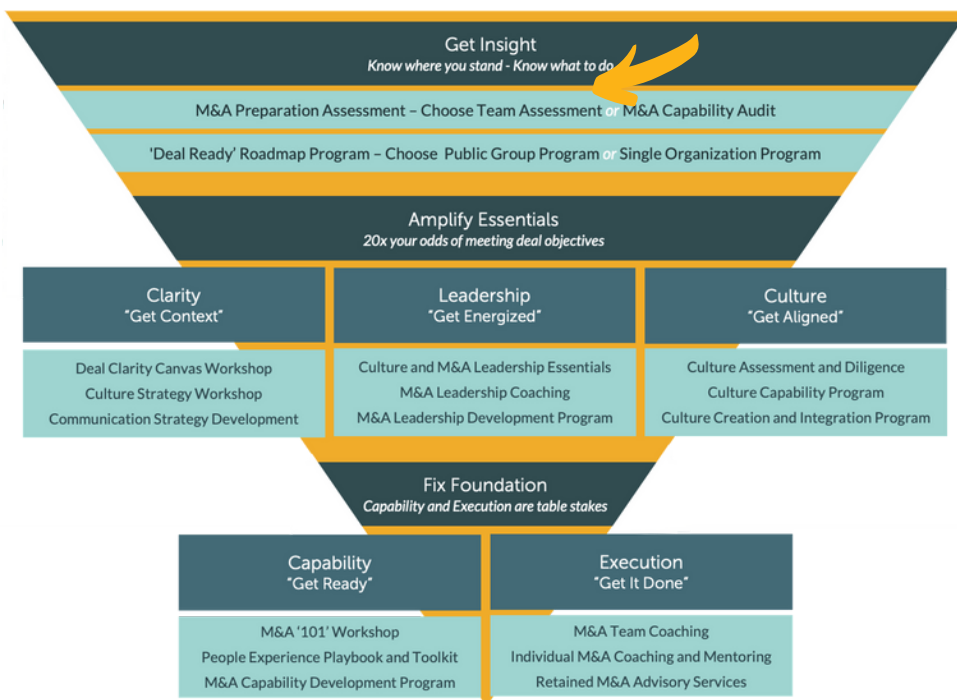 Get Insight
Know where you stand - Know what to do
M&A Preparation Assessment – Choose Team Assessment or M&A Capability Audit
'Deal Ready' Roadmap Program – Choose Public Group Program or Single Organization Program
Amplify Essentials
20x your odds of meeting deal objectives
Clarity
"Get Context"
Deal Clarity Canvas Workshop
Culture Strategy Workshop
Communication Strategy Development
Leadership
"Get Energized"
Culture and M&A Leadership Essentials
M&A Leadership Coaching
M&A Leadership Development Program
Culture
"Get Aligned"
Culture Assessment and Diligence
Culture Capability Program
Culture Creation and Integration Program
Fix Foundation
Capability and Execution are table stakes
Capability
"Get Ready"
M&A '101' Workshop
People Experience Playbook and Toolkit
M&A Capability Development Program
Execution
"Get It Done"
M&A Team Coaching
Individual M&A Coaching and Mentoring
Retained M&A Advisory Services